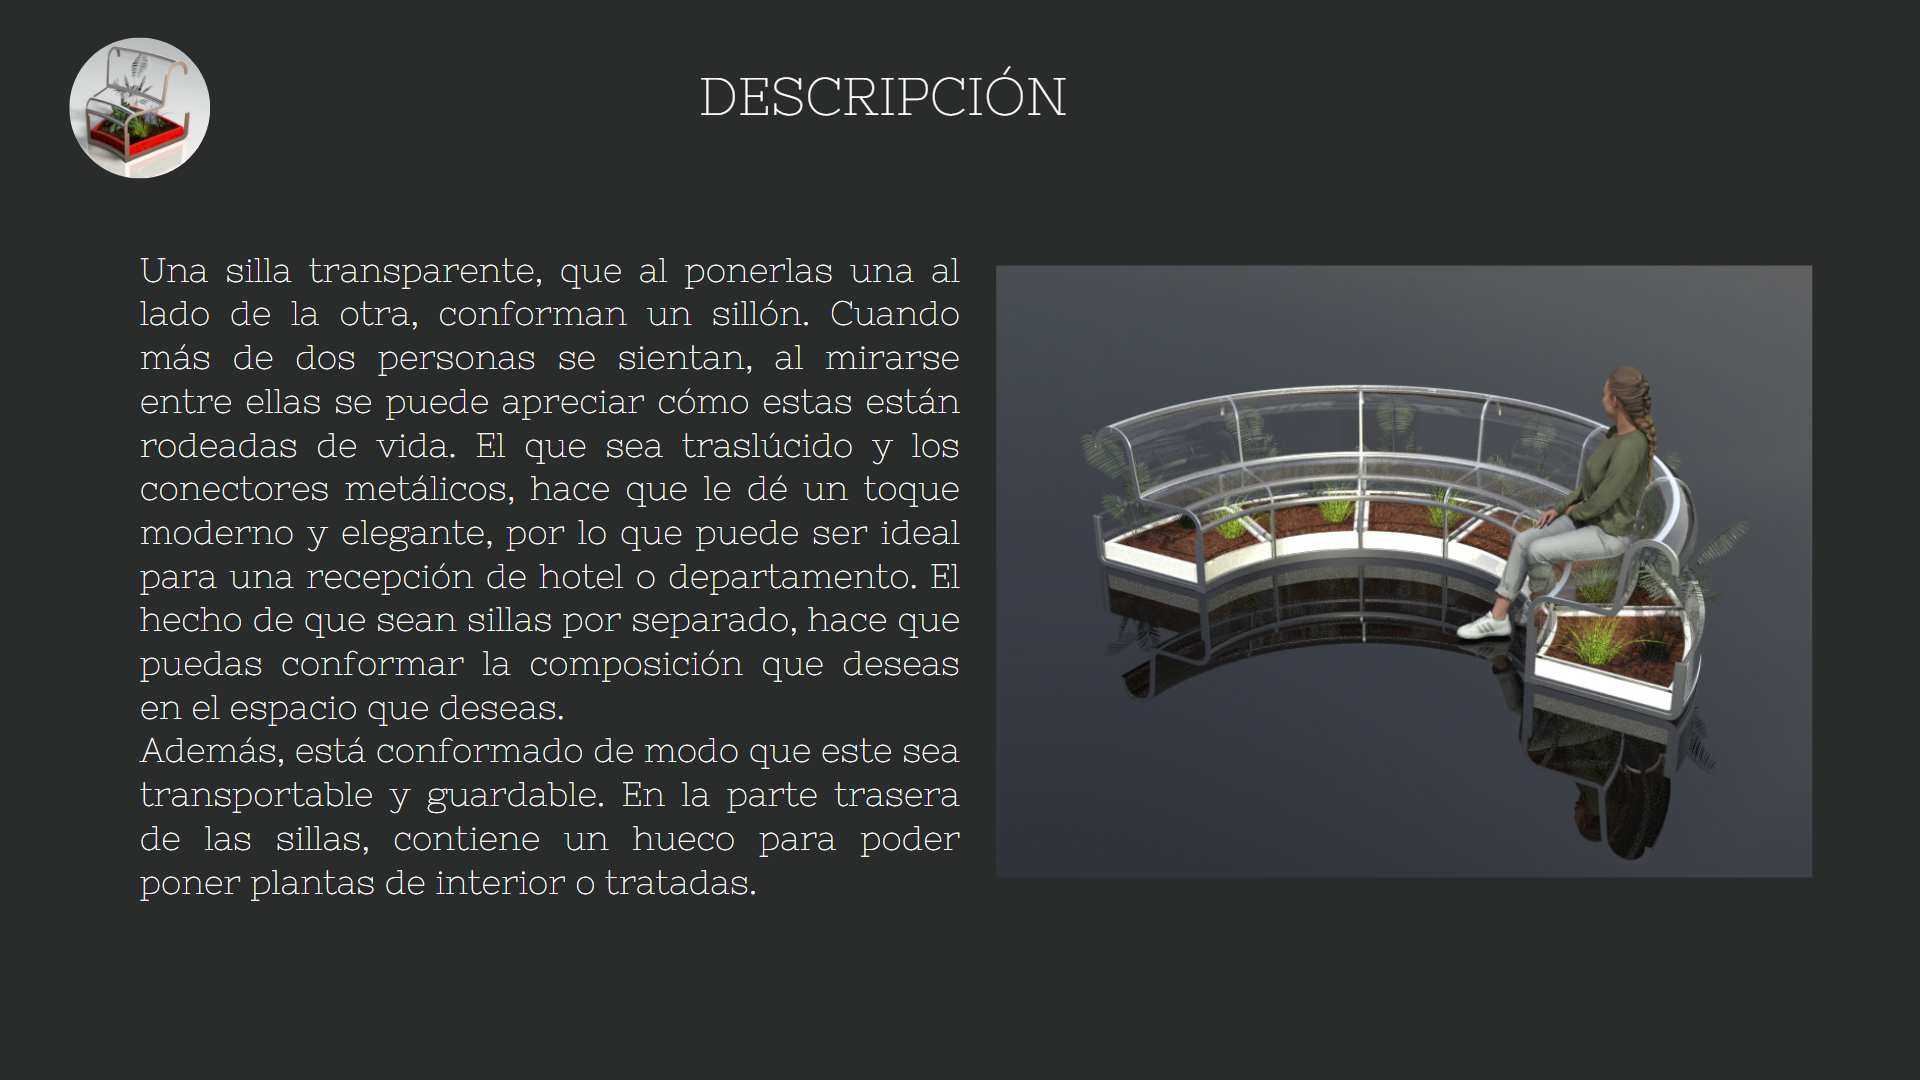 DESCRIPCIÓN
Una silla transparente, que al ponerlas una al
lado de la otra, conforman un sillón. Cuando
más de dos personas se sientan, al mirarse
entre ellas se puede apreciar cómo estas están
rodeadas de vida. El que sea traslúcido y los
conectores metálicos, hace que le dé un toque
moderno y elegante, por lo que puede ser ideal
para una recepción de hotel o departamento. El
hecho de que sean sillas por separado, hace que
puedas conformar la composición que deseas
en el espacio que deseas.
Además, está conformado de modo que este sea
transportable y guardable. En la parte trasera
de las sillas, contiene un hueco para poder
poner plantas de interior o tratadas.